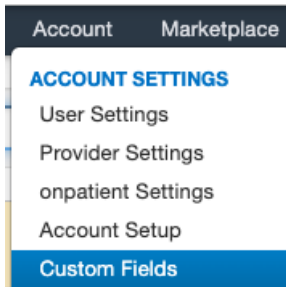 Account Marketplace
ACCOUNT SETTINGS
User Settings
Provider Settings
onpatient Settings
Account Setup
Custom Fields